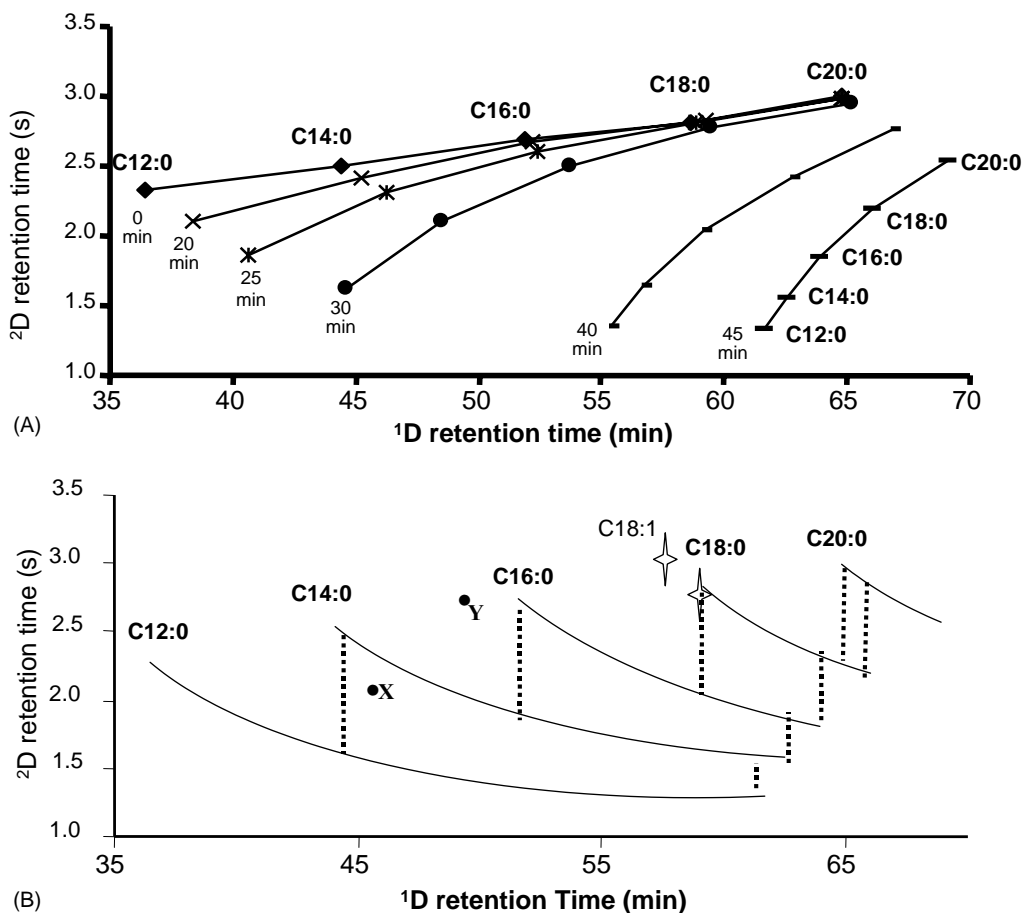 3.5
C20:0
C18:0
3.0
C16:0
C14:0
C12:0
2.5
C20:0
2.0
C18:0
0
min
20
min
25
min
C16:0
1.5
30
min
40
min
45
min
C14:0
C12:0
1.0
35 40 45 50 55 60 65 70
²D retention time (s)
(A)
¹D retention time (min)
3.5
C18:1
C18:0
C20:0
3.0
C16:0
C14:0
Y
2.5
C12:0
X
2.0
1.5
1.0
35 45 55 65
²D retention time (s)
(B)
¹D retention Time (min)